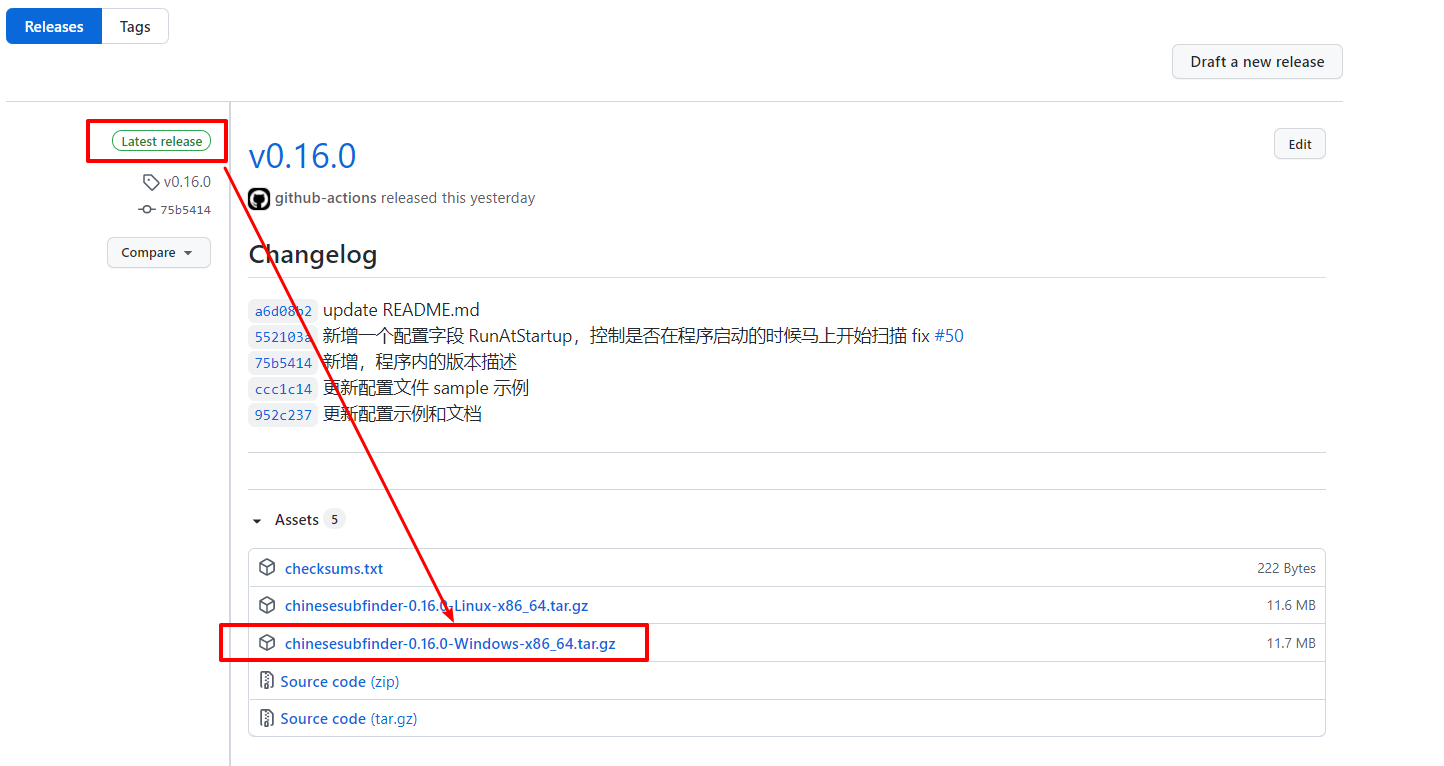 Releases Tags
Draft a new release
Latest release
v0.16.0
75b5414
Compare
v0.16.0
Edit
github-actions released this yesterday
Changelog
a6d08b2 update README.md
552103a 新增一个配置字段 RunAtStartup，控制是否在程序启动的时候马上开始扫描 fix #50
75b5414 新增，程序内的版本描述
ccc1c14 更新配置文件 sample 示例
952c237 更新配置示例和文档
Assets 5
checksums.txt 222 Bytes
chinesesubfinder-0.16.0-Linux-x86_64.tar.gz 11.6 MB
chinesesubfinder-0.16.0-Windows-x86_64.tar.gz 11.7 MB
Source code (zip)
Source code (tar.gz)